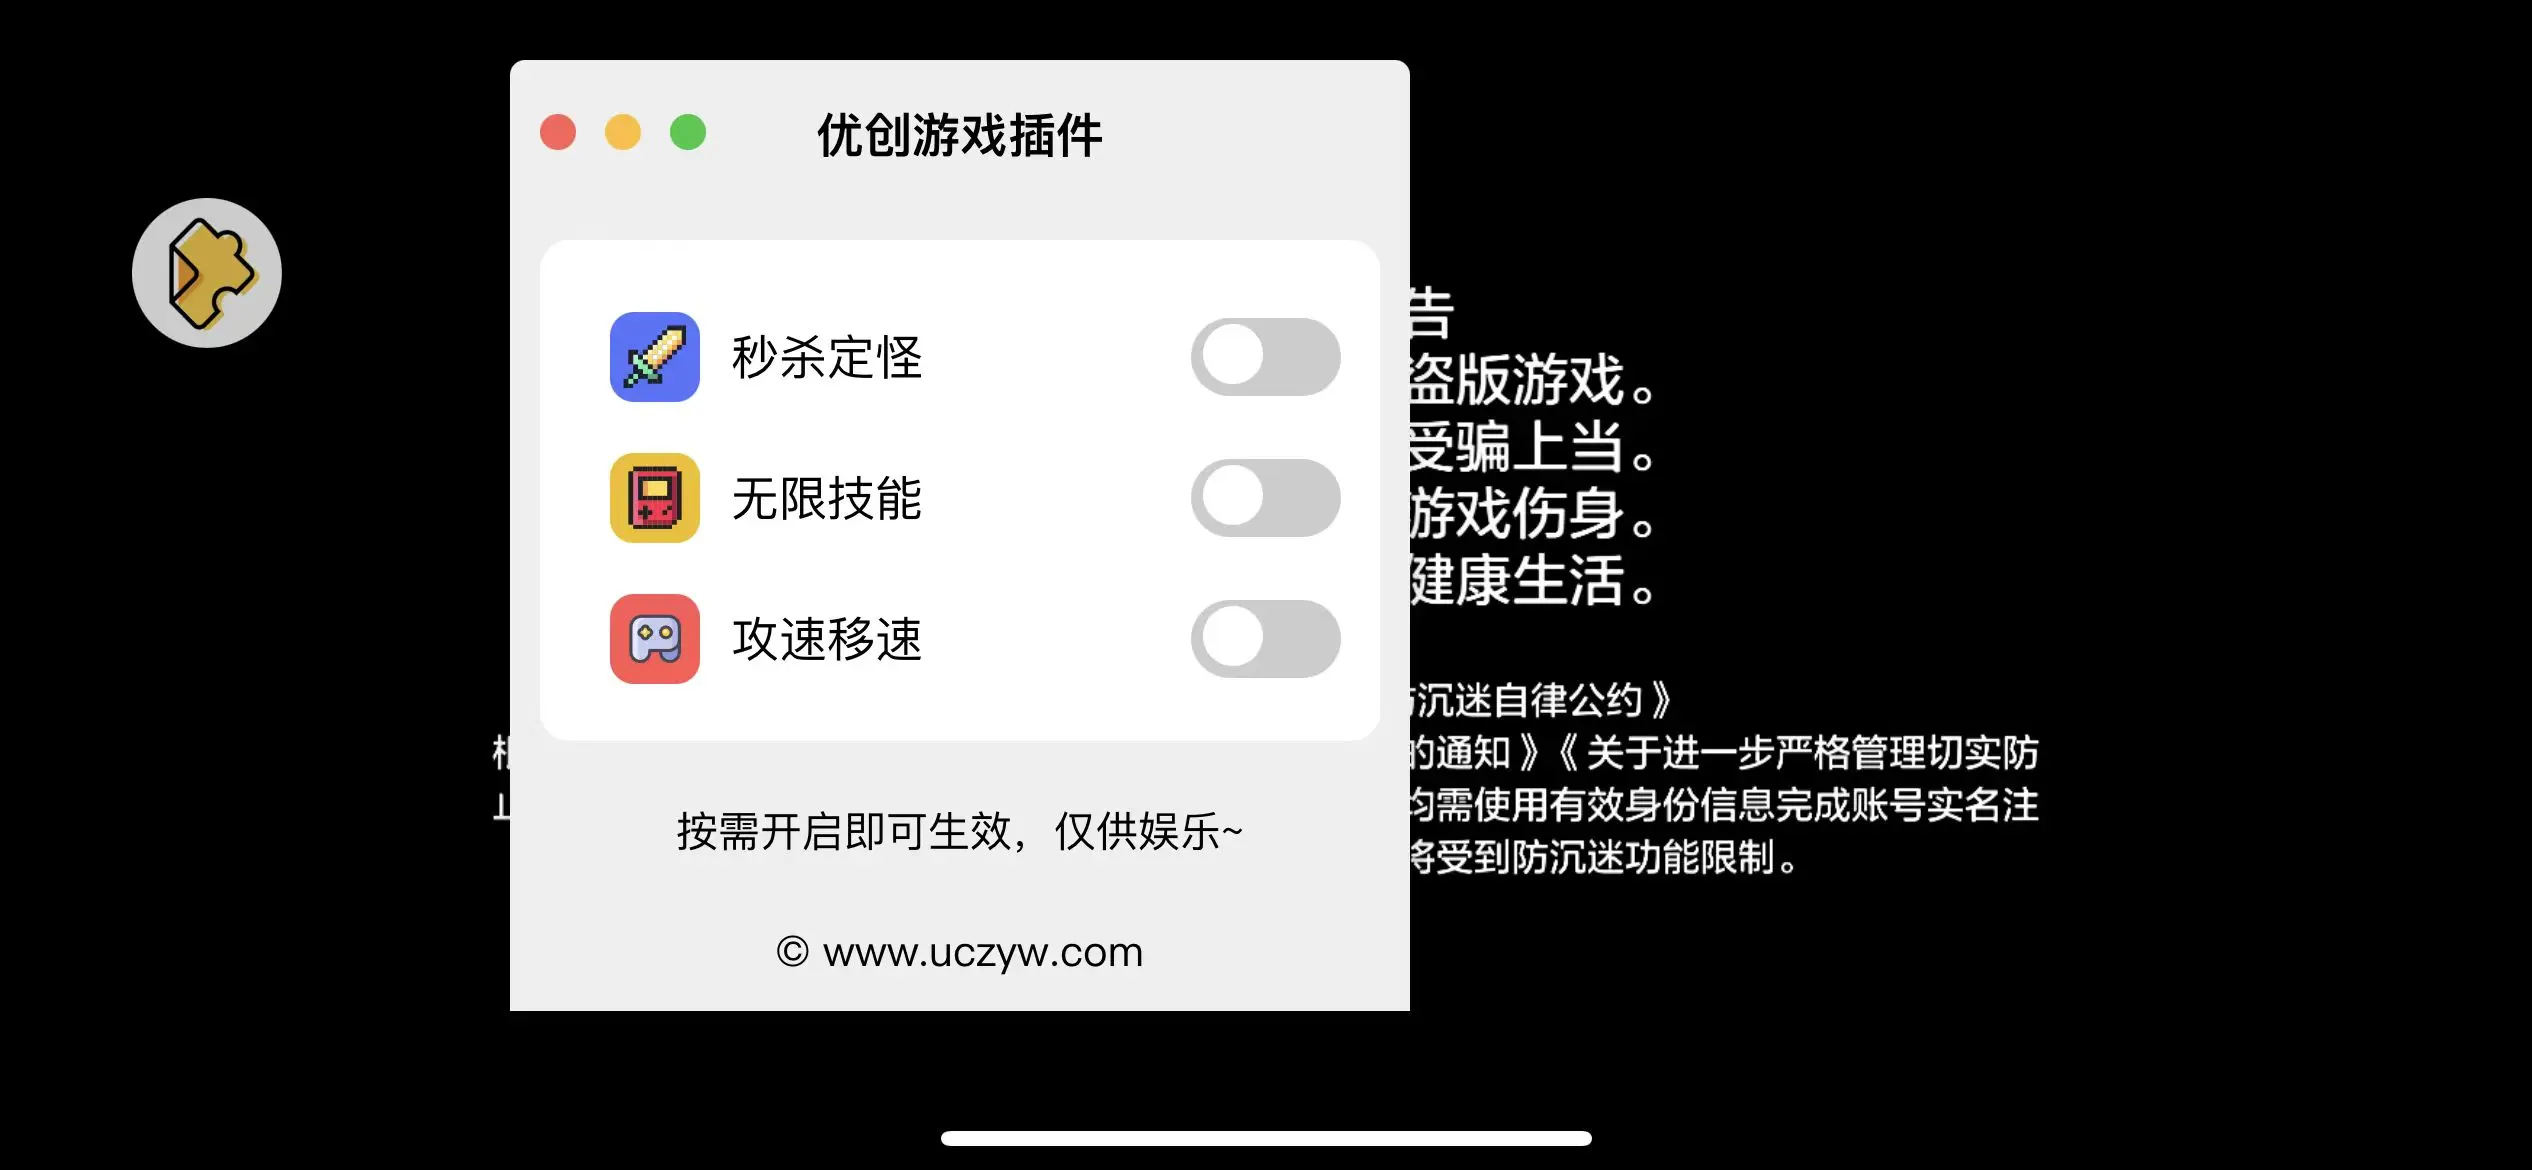 优创游戏插件
秒杀定怪
无限技能
攻速移速
按需开启即可生效，仅供娱乐~
© www.uczyw.com
告
盗版游戏。
受骗上当。
游戏伤身。
健康生活。
沉迷自律公约》
的通知》《关于进一步严格管理切实防
均需使用有效身份信息完成账号实名注
将受到防沉迷功能限制。